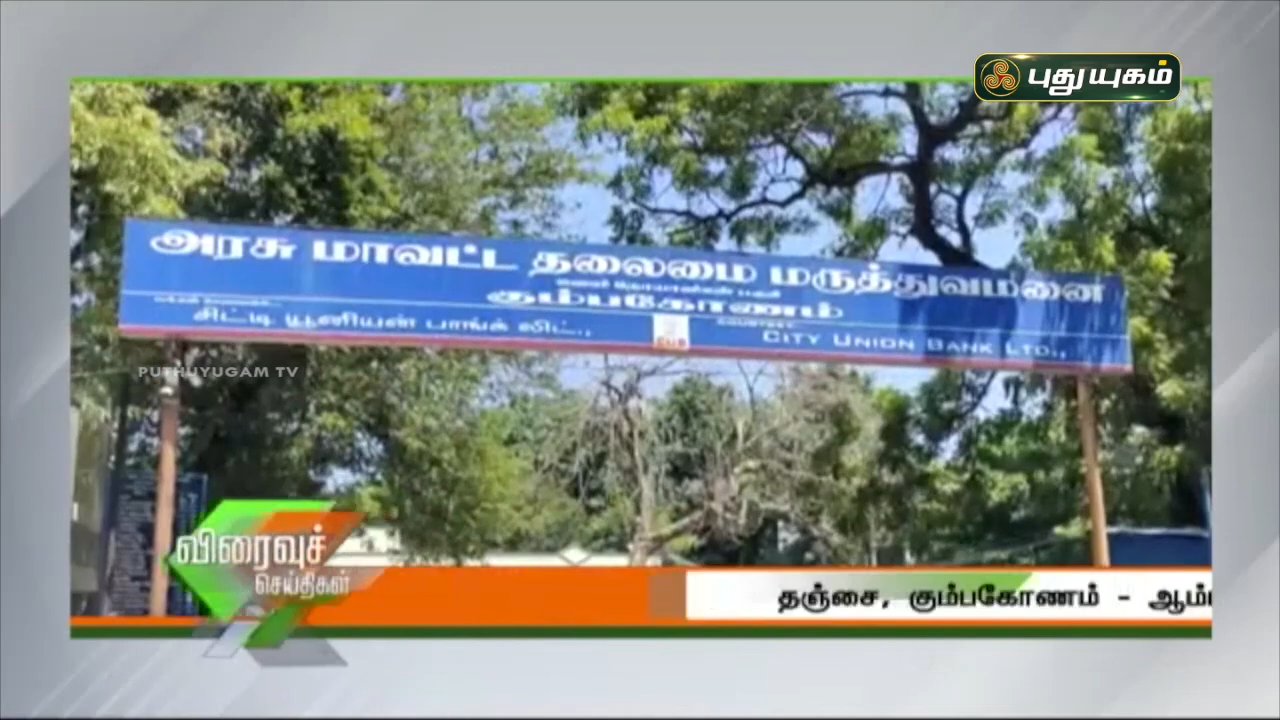 புதுயுகம்
அரசு மாவட்ட தலைமை மருத்துவமனை
கும்பகோணம்
சிட்டி யூனியன் பாங்க் லிட்.,
CITY UNION BANK LTD.,
PUTHUYUGAM TV
விரைவுச்
செய்திகள்
தஞ்சை, கும்பகோணம் -